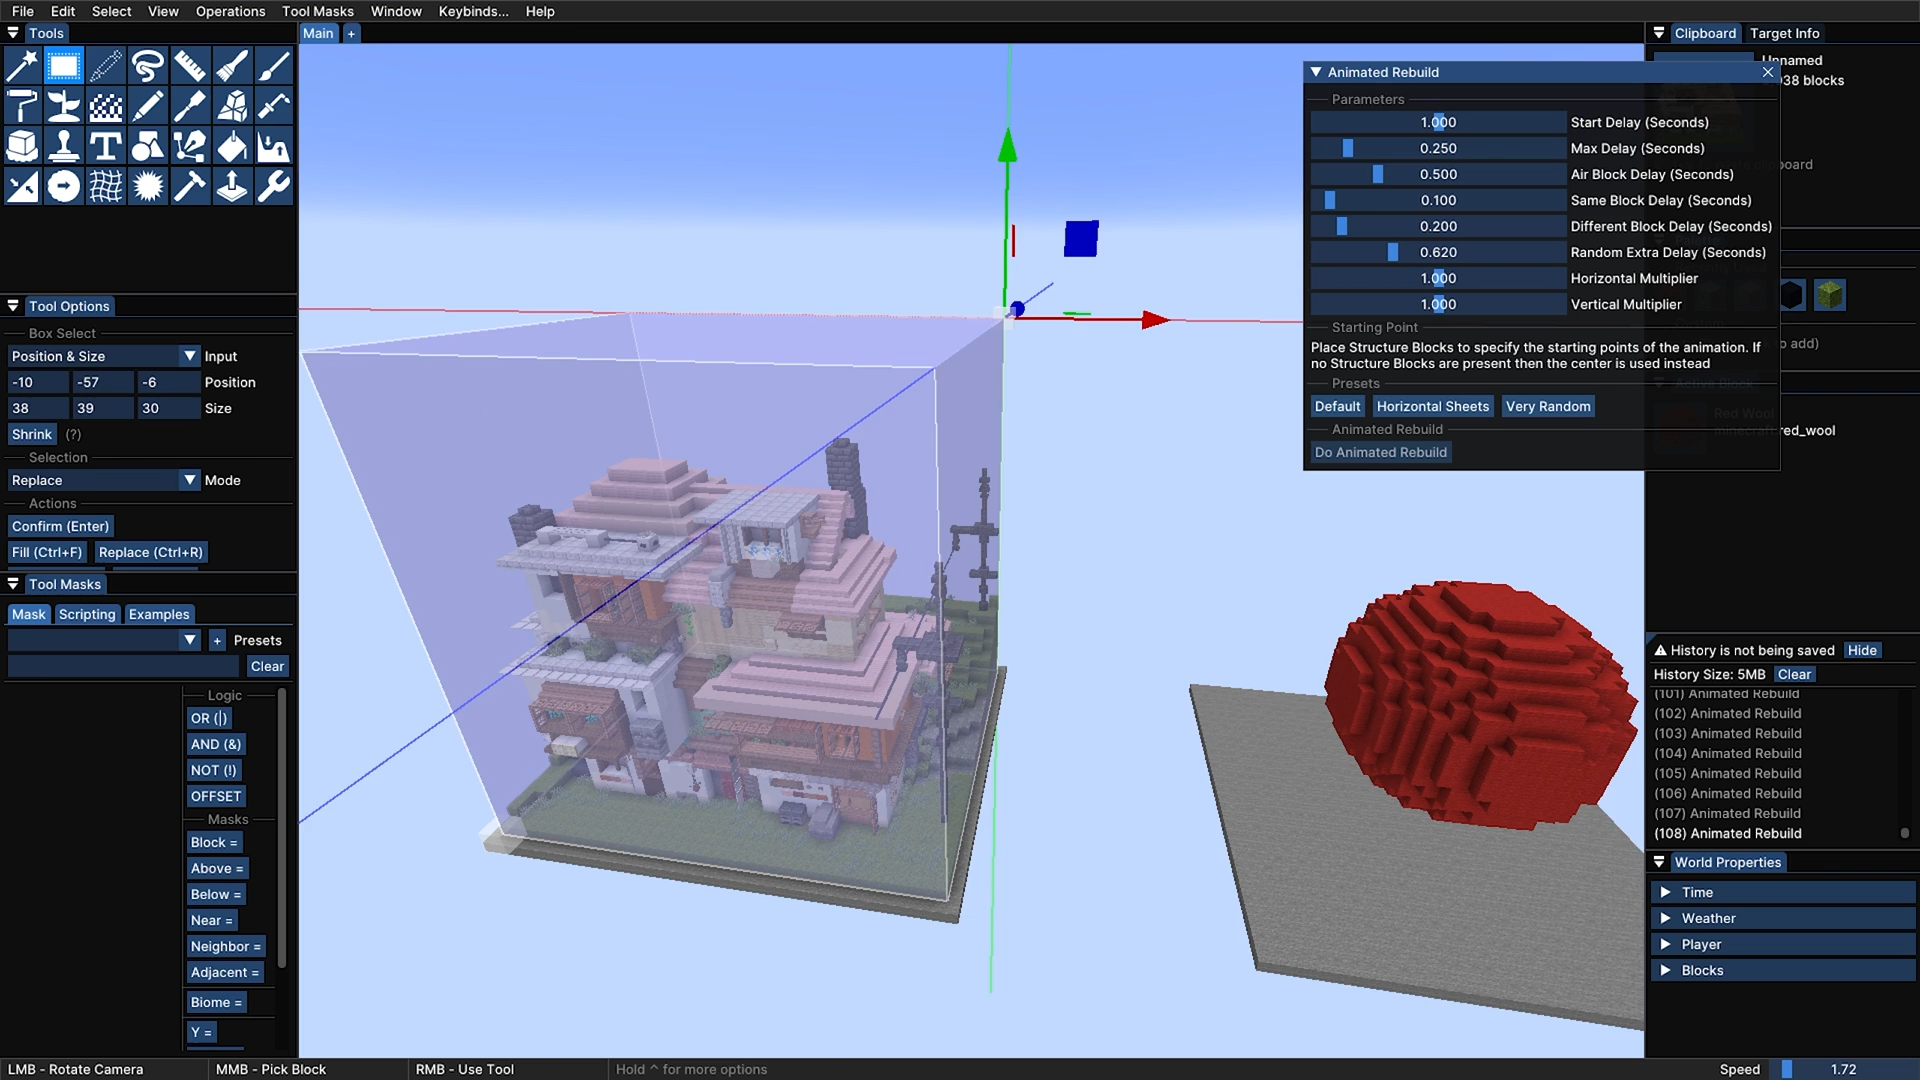 File Edit Select View Operations Tool Masks Window Keybinds... Help
Tools
Main +
Clipboard Target Info
Unnamed
038 blocks
Animated Rebuild
Parameters
1.000 Start Delay (Seconds)
0.250 Max Delay (Seconds)
0.500 Air Block Delay (Seconds)
0.100 Same Block Delay (Seconds)
0.200 Different Block Delay (Seconds)
0.620 Random Extra Delay (Seconds)
1.000 Horizontal Multiplier
1.000 Vertical Multiplier
Starting Point
Place Structure Blocks to specify the starting points of the animation. If
no Structure Blocks are present then the center is used instead
Presets
Default Horizontal Sheets Very Random
Animated Rebuild
Do Animated Rebuild
to add)
Active Block
Red Wool
minecraft:red_wool
Tool Options
Box Select
Position & Size Input
-10 -57 -6 Position
38 39 30 Size
Shrink (?)
Selection
Replace Mode
Actions
Confirm (Enter)
Fill (Ctrl+F) Replace (Ctrl+R)
Tool Masks
Mask Scripting Examples
+ Presets
Clear
Logic
OR (|)
AND (&)
NOT (!)
OFFSET
Masks
Block =
Above =
Below =
Near =
Neighbor =
Adjacent =
Biome =
Y =
History is not being saved Hide
History Size: 5MB Clear
(101) Animated Rebuild
(102) Animated Rebuild
(103) Animated Rebuild
(104) Animated Rebuild
(105) Animated Rebuild
(106) Animated Rebuild
(107) Animated Rebuild
(108) Animated Rebuild
World Properties
Time
Weather
Player
Blocks
LMB - Rotate Camera MMB - Pick Block RMB - Use Tool Hold ^ for more options Speed 1.72